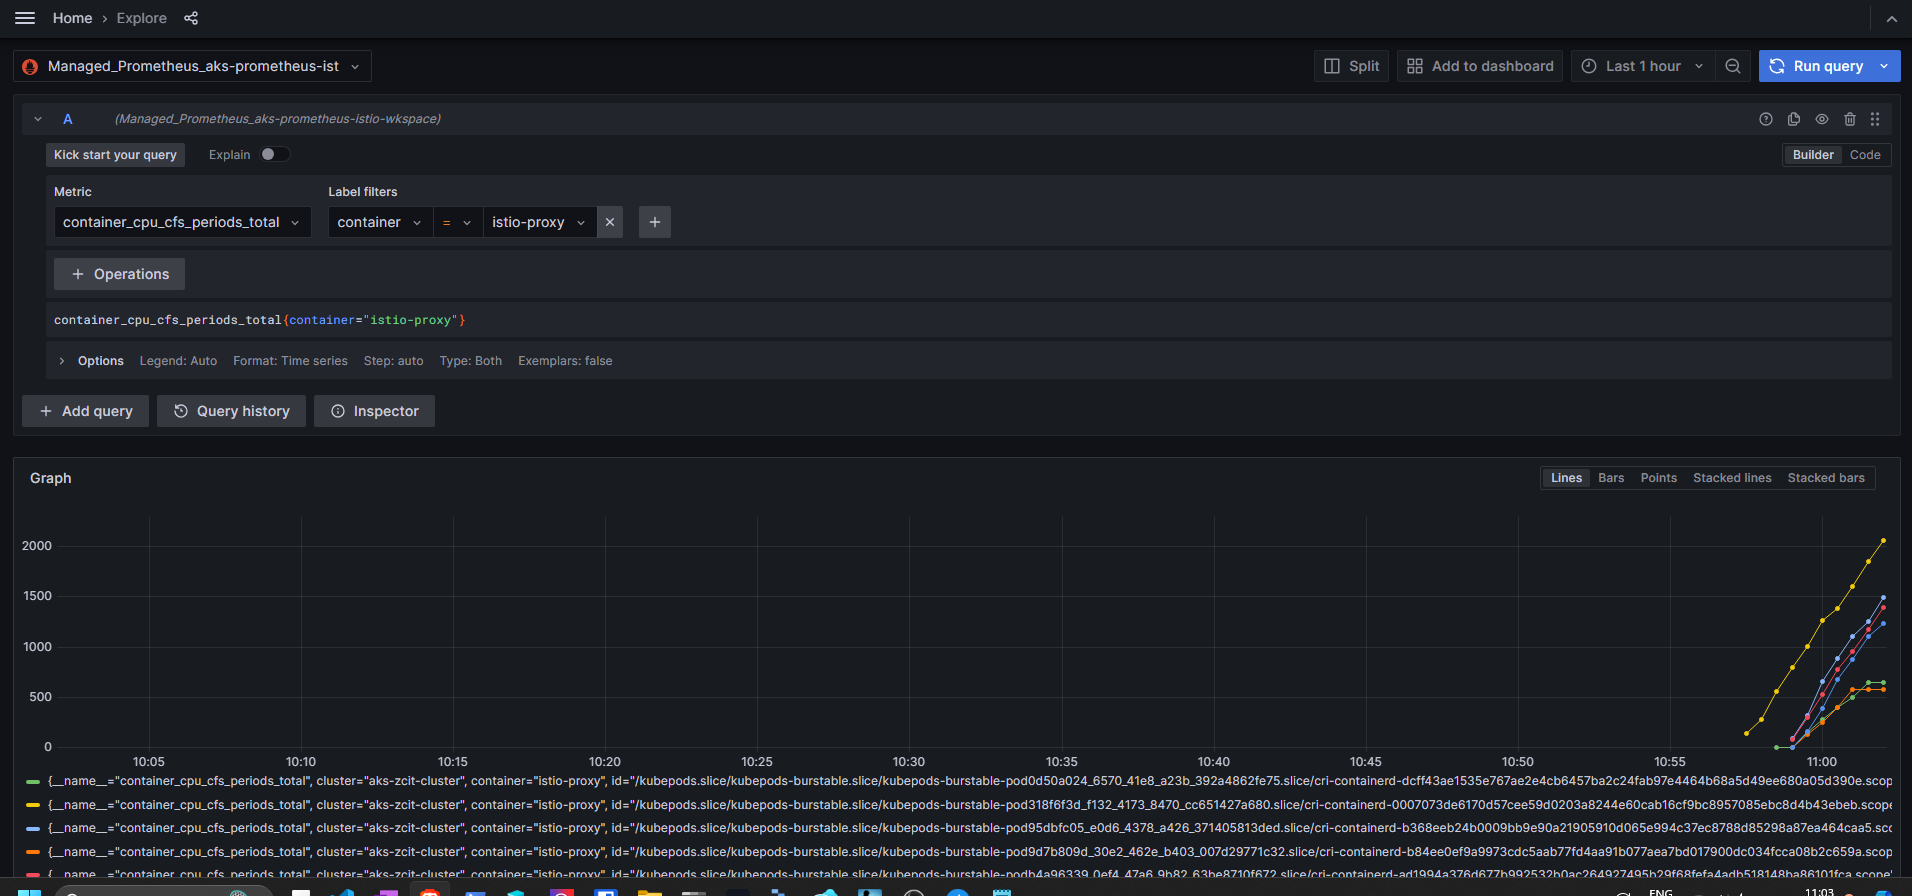 Home › Explore
Managed_Prometheus_aks-prometheus-ist
Split
Add to dashboard
Last 1 hour
Run query
A
(Managed_Prometheus_aks-prometheus-istio-wkspace)
Kick start your query
Explain
Builder
Code
Metric
Label filters
container_cpu_cfs_periods_total
container
=
istio-proxy
+ Operations
container_cpu_cfs_periods_total{container="istio-proxy"}
Options Legend: Auto Format: Time series Step: auto Type: Both Exemplars: false
+ Add query
Query history
Inspector
Graph
Lines Bars Points Stacked lines Stacked bars
2000
1500
1000
500
0
10:05 10:10 10:15 10:20 10:25 10:30 10:35 10:40 10:45 10:50 10:55 11:00
{__name__="container_cpu_cfs_periods_total", cluster="aks-zcit-cluster", container="istio-proxy", id="/kubepods.slice/kubepods-burstable.slice/kubepods-burstable-pod0d50a024_6570_41e8_a23b_392a4862fe75.slice/cri-containerd-dcff43ae1535e767ae2e4cb6457ba2c24fab97e4464b68a5d49ee680a05d390e.scop
{__name__="container_cpu_cfs_periods_total", cluster="aks-zcit-cluster", container="istio-proxy", id="/kubepods.slice/kubepods-burstable.slice/kubepods-burstable-pod318f6f3d_f132_4173_8470_cc651427a680.slice/cri-containerd-0007073de6170d57cee59d0203a8244e60cab16cf9bc8957085ebc8d4b43ebeb.scope
{__name__="container_cpu_cfs_periods_total", cluster="aks-zcit-cluster", container="istio-proxy", id="/kubepods.slice/kubepods-burstable.slice/kubepods-burstable-pod95dbfc05_e0d6_4378_a426_371405813ded.slice/cri-containerd-b368eeb24b0009bb9e90a21905910d065e994c37ec8788d85298a87ea464caa5.scc
{__name__="container_cpu_cfs_periods_total", cluster="aks-zcit-cluster", container="istio-proxy", id="/kubepods.slice/kubepods-burstable.slice/kubepods-burstable-pod9d7b809d_30e2_462e_b403_007d29771c32.slice/cri-containerd-b84ee0ef9a9973cdc5aab77fd4aa91b077aea7bd017900dc034fcca08b2c659a.scop
{__name__="container_cpu_cfs_periods_total", cluster="aks-zcit-cluster", container="istio-proxy", id="/kubepods.slice/kubepods-burstable.slice/kubepods-burstable-podb4a96339_0ef4_47a6_9b82_63be8710f672.slice/cri-containerd-ad1994a376d677b992532b0ac264927495b29f68fefa4adb518148ba86101fca.scope
ENG
11:03